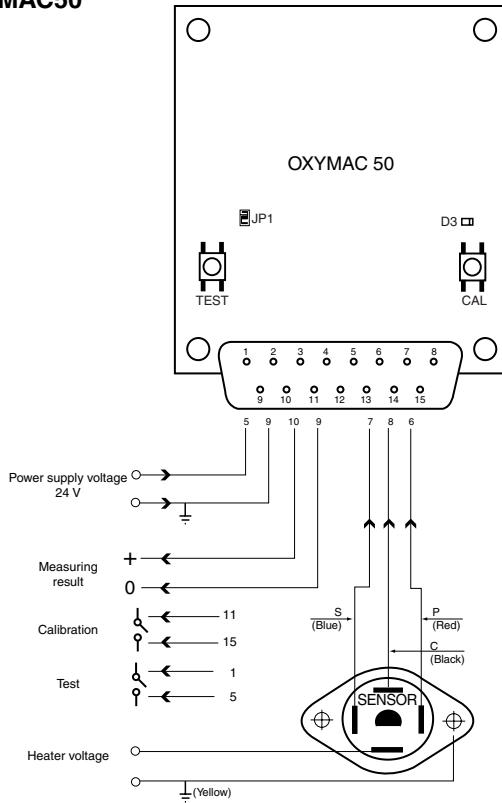 MAC50
OXYMAC 50
JP1
D3
TEST
CAL
1 2 3 4 5 6 7 8
9 10 11 12 13 14 15
5 9 10 9 7 8 6
Power supply voltage
24 V
Measuring
result
+
0
Calibration
11
15
Test
1
5
S
(Blue)
P
(Red)
C
(Black)
SENSOR
Heater voltage
(Yellow)